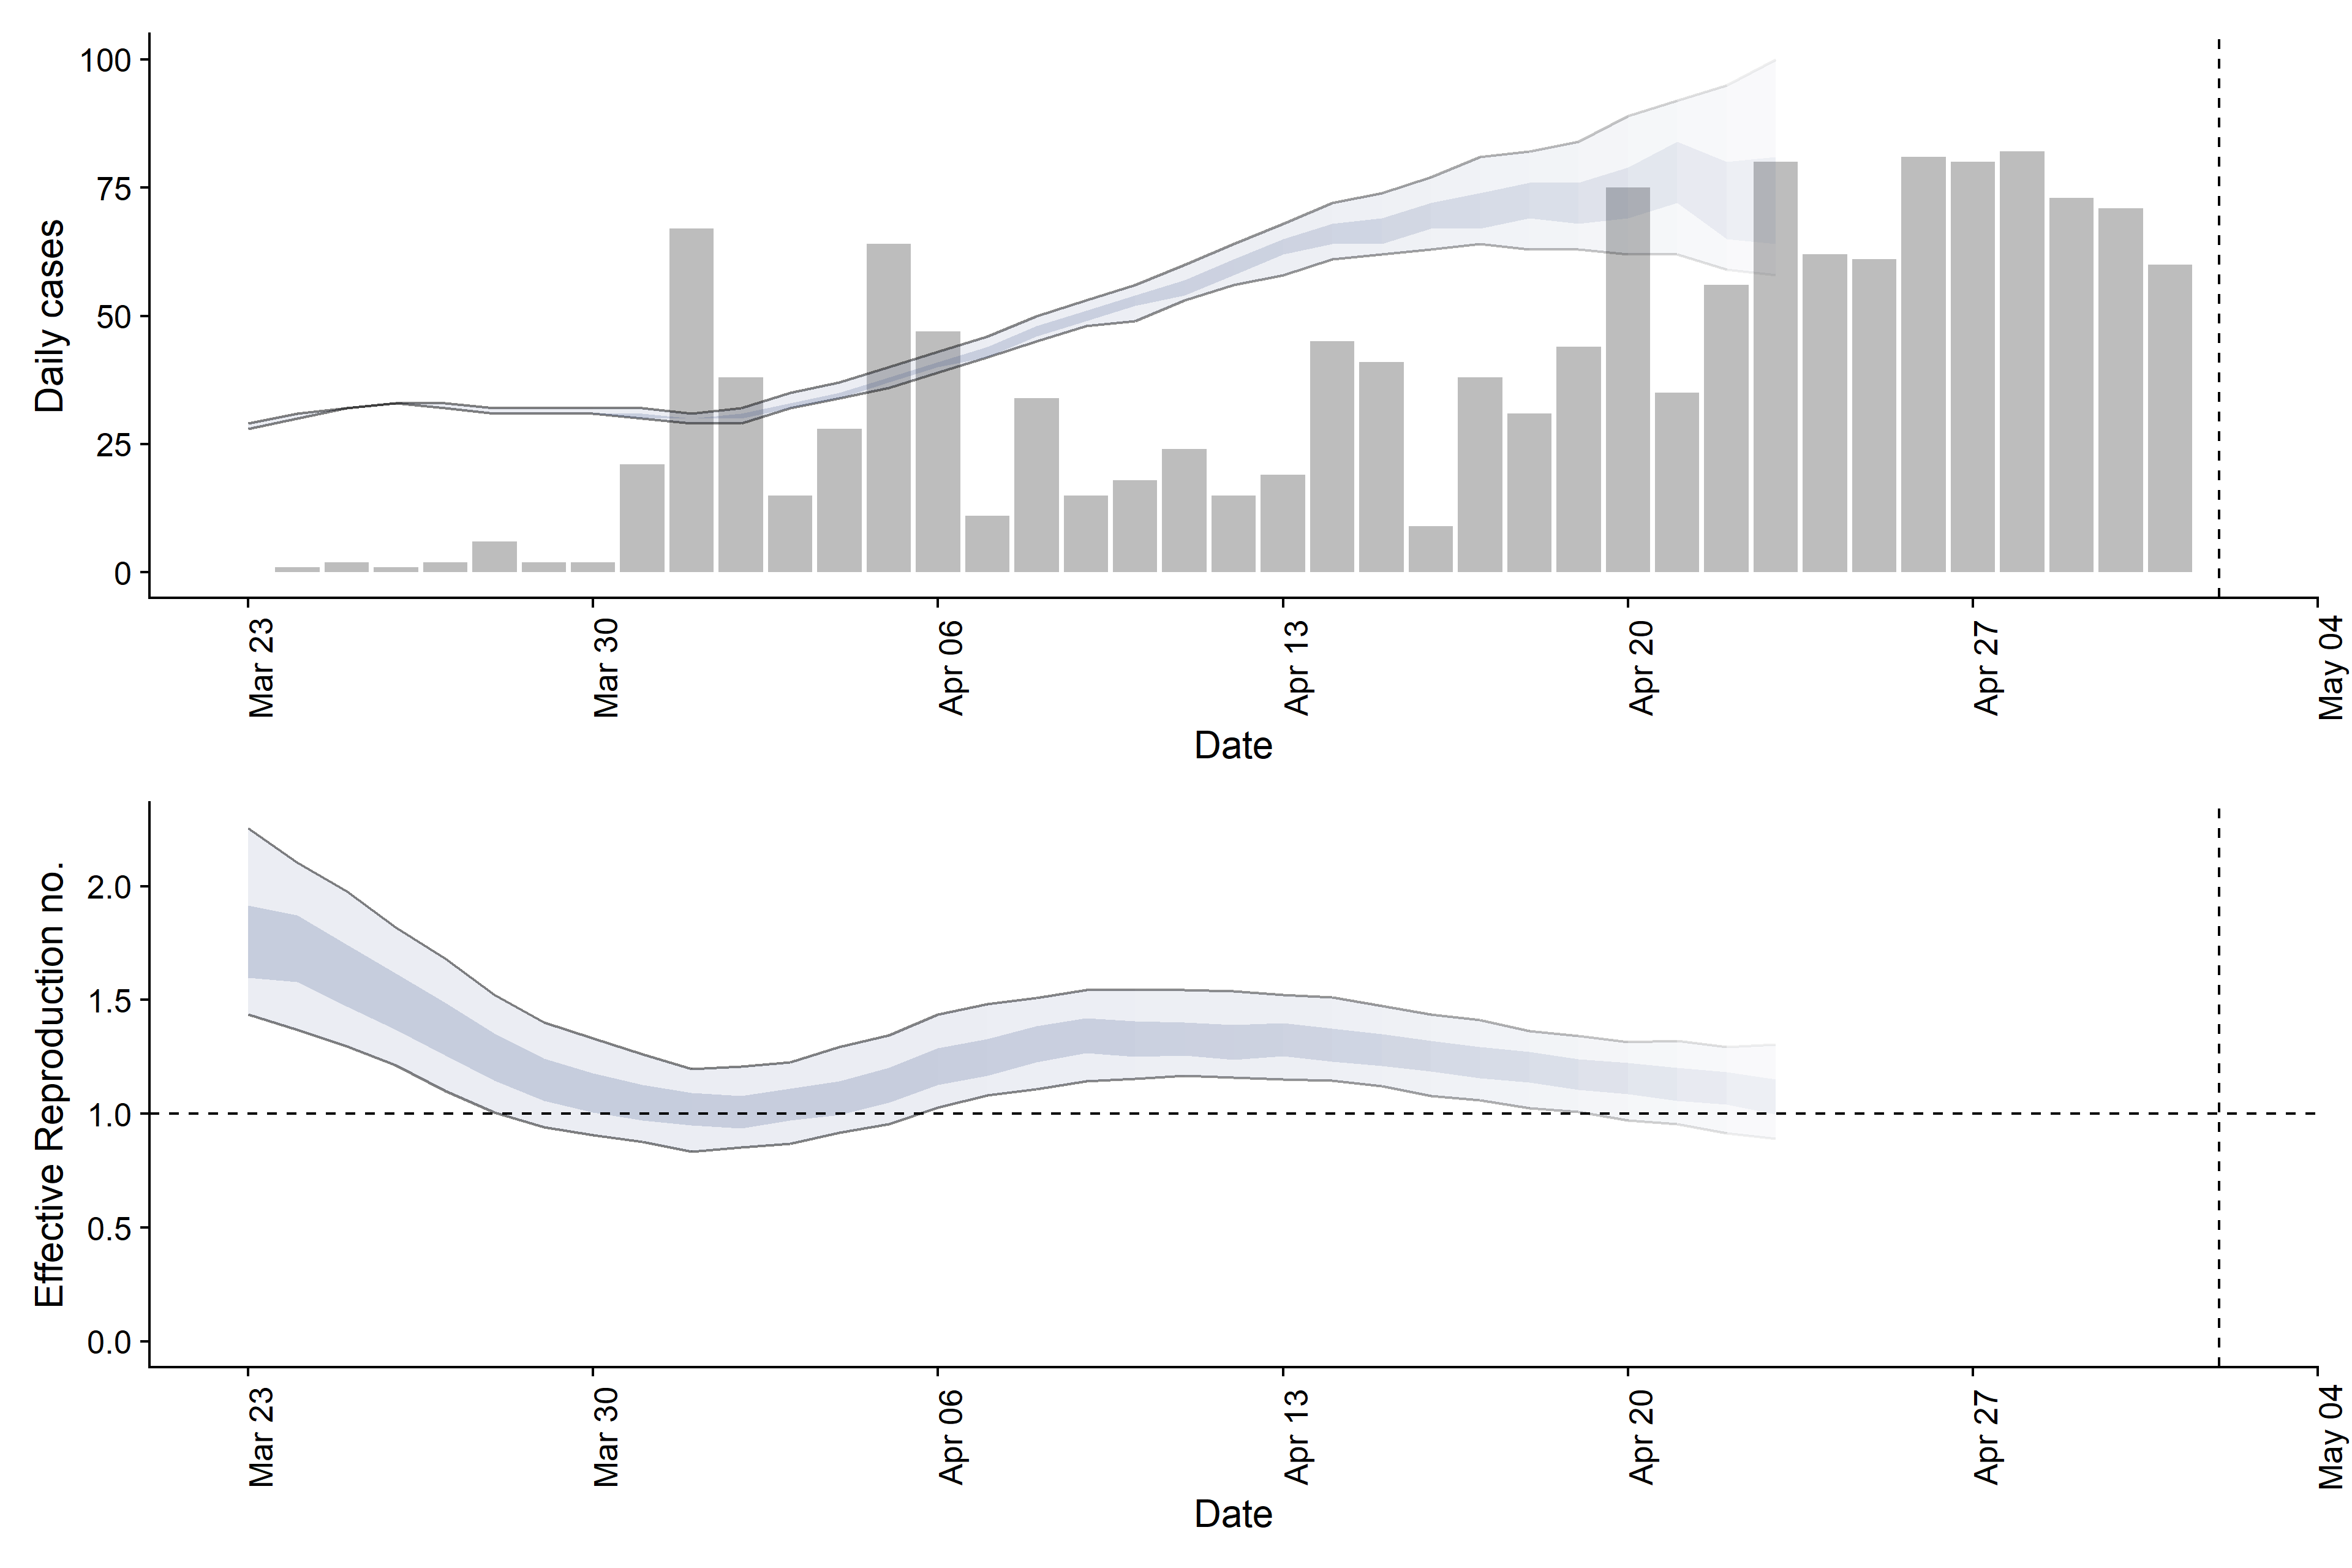 Daily cases
100
75
50
25
0
Mar 23
Mar 30
Apr 06
Apr 13
Apr 20
Apr 27
May 04
Date
Effective Reproduction no.
2.0
1.5
1.0
0.5
0.0
Mar 23
Mar 30
Apr 06
Apr 13
Apr 20
Apr 27
May 04
Date